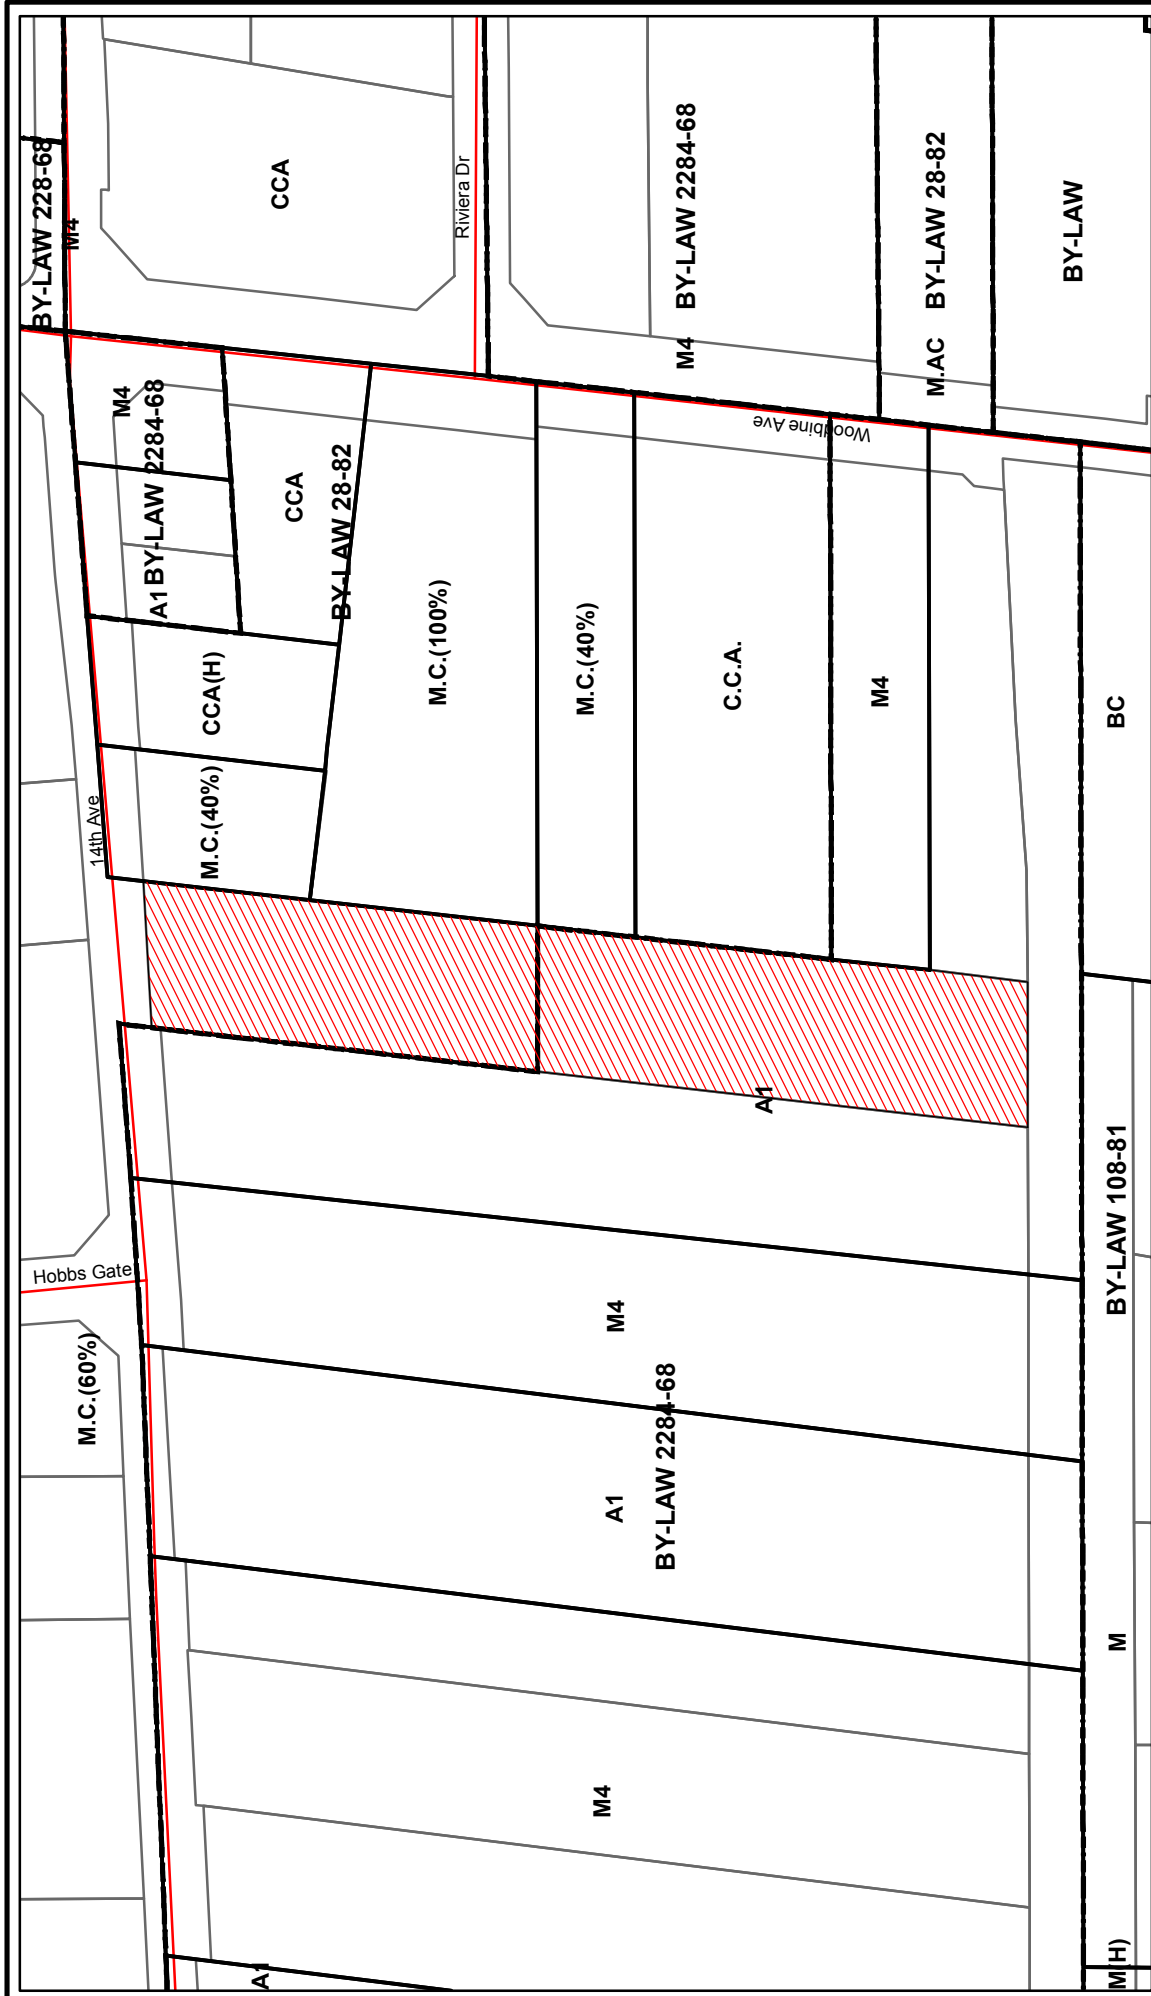 BY-LAW 228-68
M4
CCA
Riviera Dr
BY-LAW 2284-68
M4
BY-LAW 28-82
M.AC
BY-LAW
Woodbine Ave
M4
BY-LAW 2284-68
A1
CCA
BY-LAW 28-82
CCA(H)
M.C.(40%)
M.C.(100%)
M.C.(40%)
C.C.A.
M4
BC
14th Ave
A1
BY-LAW 108-81
Hobbs Gate
M.C.(60%)
M4
BY-LAW 2284-68
A1
M
M4
A1
M(H)